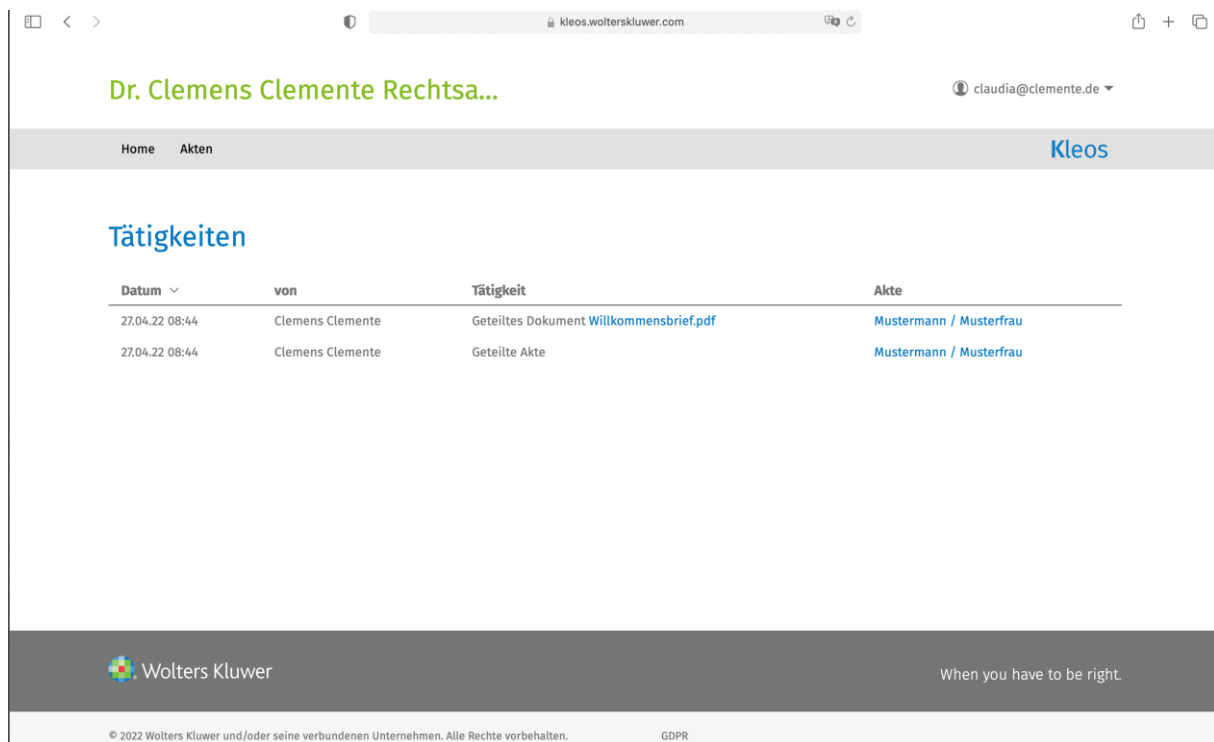 kleos.wolterskluwer.com
Dr. Clemens Clemente Rechtsa...
claudia@clemente.de
Home Akten
Kleos
Tätigkeiten
Datum von Tätigkeit Akte
27.04.22 08:44 Clemens Clemente Geteiltes Dokument Willkommensbrief.pdf Mustermann / Musterfrau
27.04.22 08:44 Clemens Clemente Geteilte Akte Mustermann / Musterfrau
Wolters Kluwer
When you have to be right.
© 2022 Wolters Kluwer und/oder seine verbundenen Unternehmen. Alle Rechte vorbehalten. GDPR